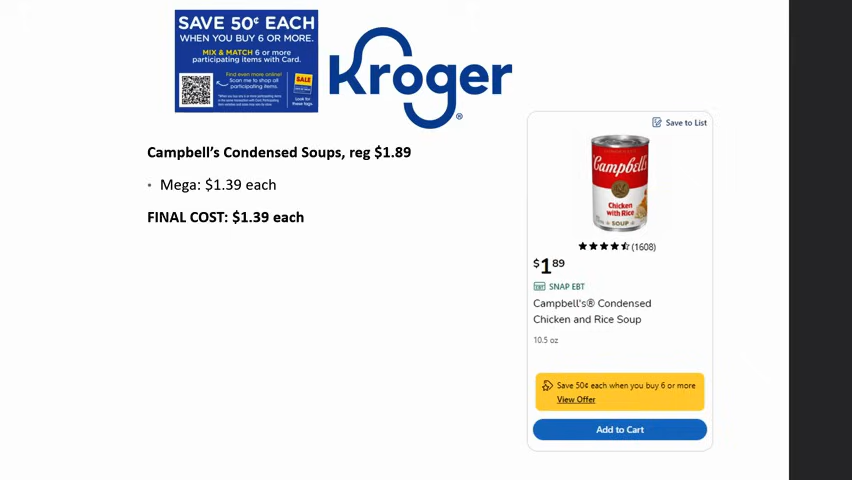 SAVE 50¢ EACH
WHEN YOU BUY 6 OR MORE.
MIX & MATCH 6 or more
participating items with Card.
Find even more online!
Scan me to shop all
participating items.
SALE
Look for
these tags.
Kroger®
Campbell's Condensed Soups, reg $1.89
• Mega: $1.39 each
FINAL COST: $1.39 each
Save to List
Campbell's
Chicken
with Rice
SOUP
(1608)
$1 89
EBT SNAP EBT
Campbell's® Condensed
Chicken and Rice Soup
10.5 oz
Save 50¢ each when you buy 6 or more
View Offer
Add to Cart